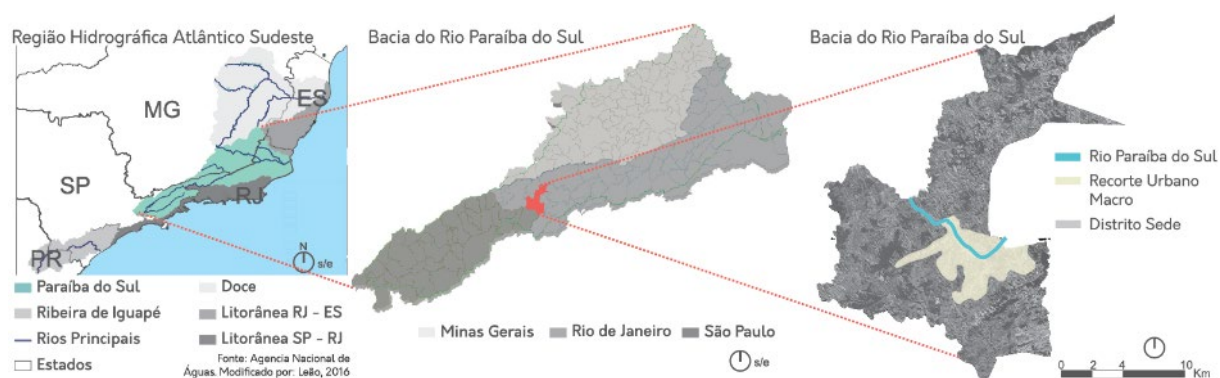 Região Hidrográfica Atlântico Sudeste
MG
ES
SP
RJ
PR
N
s/e
Paraíba do Sul
Ribeira de Iguapé
Rios Principais
Estados
Doce
Litorânea RJ - ES
Litorânea SP - RJ
Fonte: Agencia Nacional de
Águas. Modificado por: Leão, 2016
Bacia do Rio Paraíba do Sul
Minas Gerais
Rio de Janeiro
São Paulo
s/e
Bacia do Rio Paraíba do Sul
Rio Paraíba do Sul
Recorte Urbano
Macro
Distrito Sede
0 2 4 10
Km